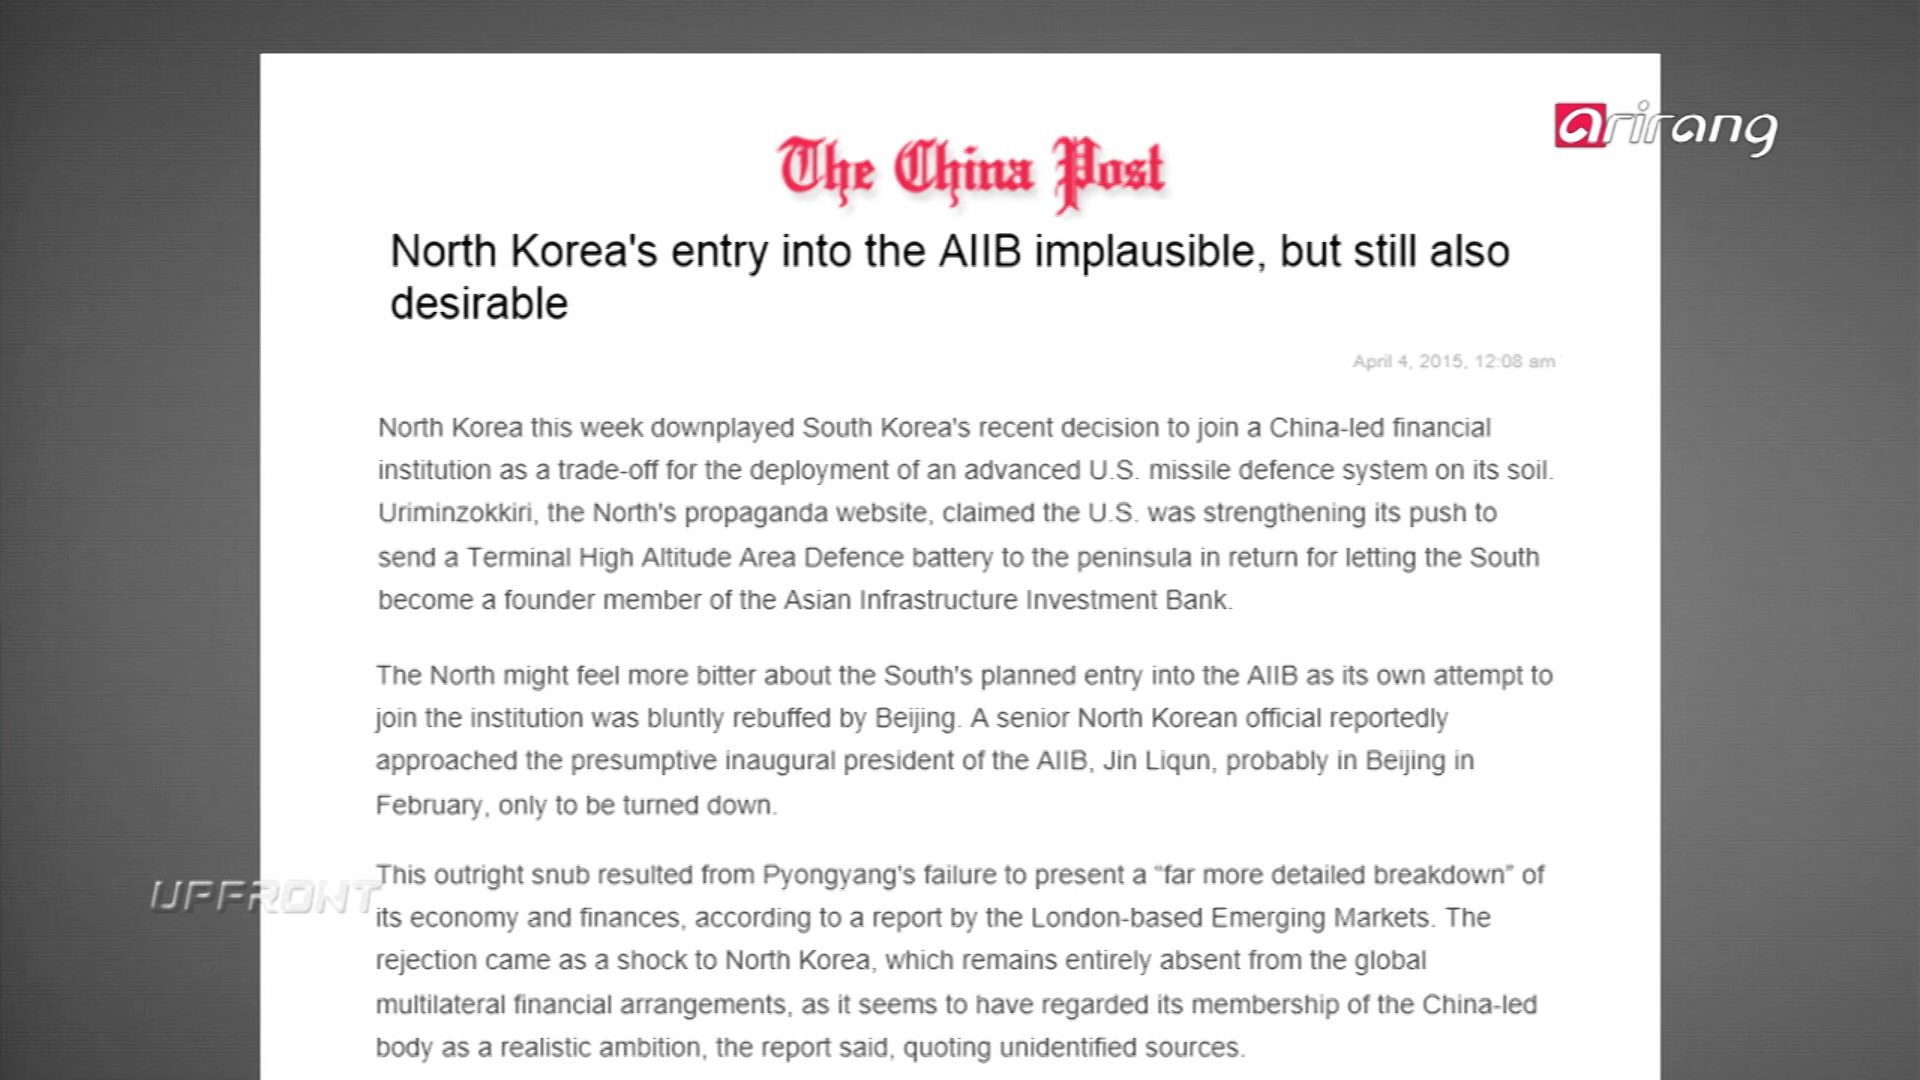 arirang
The China Post
North Korea's entry into the AIIB implausible, but still also
desirable
April 4, 2015, 12:08 am
North Korea this week downplayed South Korea's recent decision to join a China-led financial
institution as a trade-off for the deployment of an advanced U.S. missile defence system on its soil.
Uriminzokkiri, the North's propaganda website, claimed the U.S. was strengthening its push to
send a Terminal High Altitude Area Defence battery to the peninsula in return for letting the South
become a founder member of the Asian Infrastructure Investment Bank.
The North might feel more bitter about the South's planned entry into the AIIB as its own attempt to
join the institution was bluntly rebuffed by Beijing. A senior North Korean official reportedly
approached the presumptive inaugural president of the AIIB, Jin Liqun, probably in Beijing in
February, only to be turned down.
This outright snub resulted from Pyongyang's failure to present a “far more detailed breakdown” of
UPFRONT
its economy and finances, according to a report by the London-based Emerging Markets. The
rejection came as a shock to North Korea, which remains entirely absent from the global
multilateral financial arrangements, as it seems to have regarded its membership of the China-led
body as a realistic ambition, the report said, quoting unidentified sources.